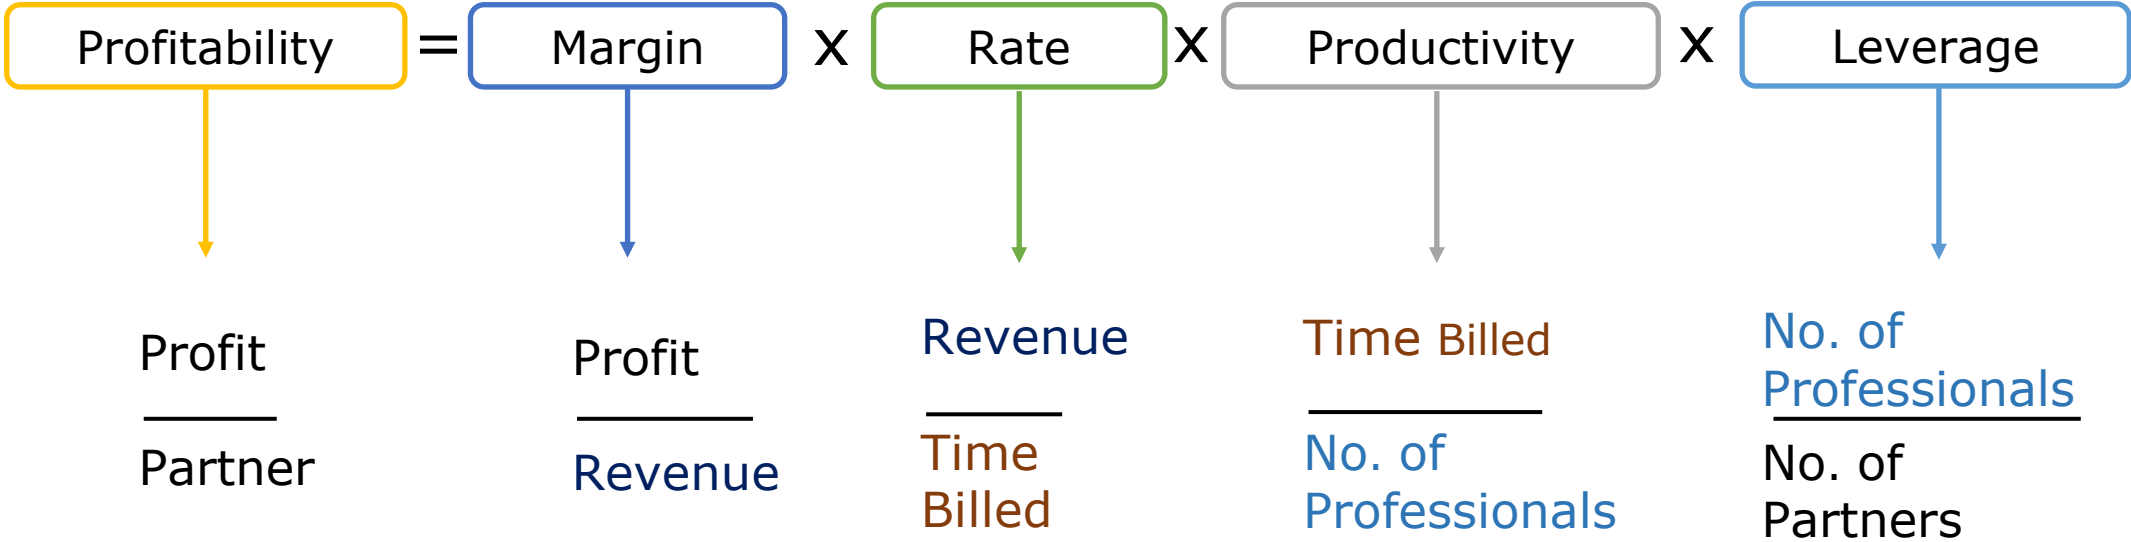 Profitability = Margin x Rate x Productivity x Leverage
Profit
Partner
Profit
Revenue
Revenue
Time
Billed
Time Billed
No. of
Professionals
No. of
Professionals
No. of
Partners